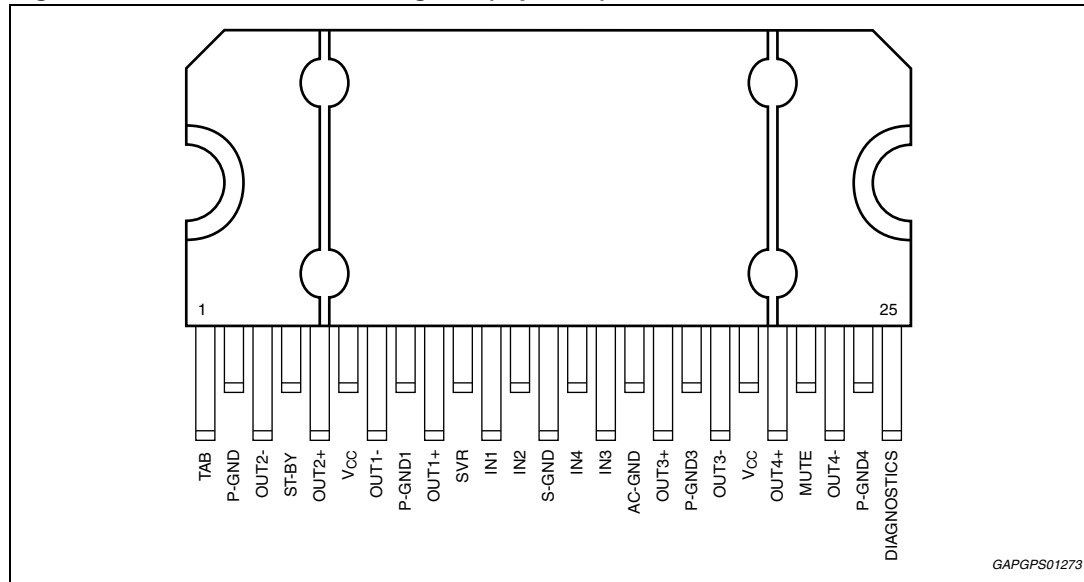 1
25
TAB
P-GND
OUT2-
ST-BY
OUT2+
VCC
OUT1-
P-GND1
OUT1+
SVR
IN1
IN2
S-GND
IN4
IN3
AC-GND
OUT3+
P-GND3
OUT3-
VCC
OUT4+
MUTE
OUT4-
P-GND4
DIAGNOSTICS
GAPGPS01273